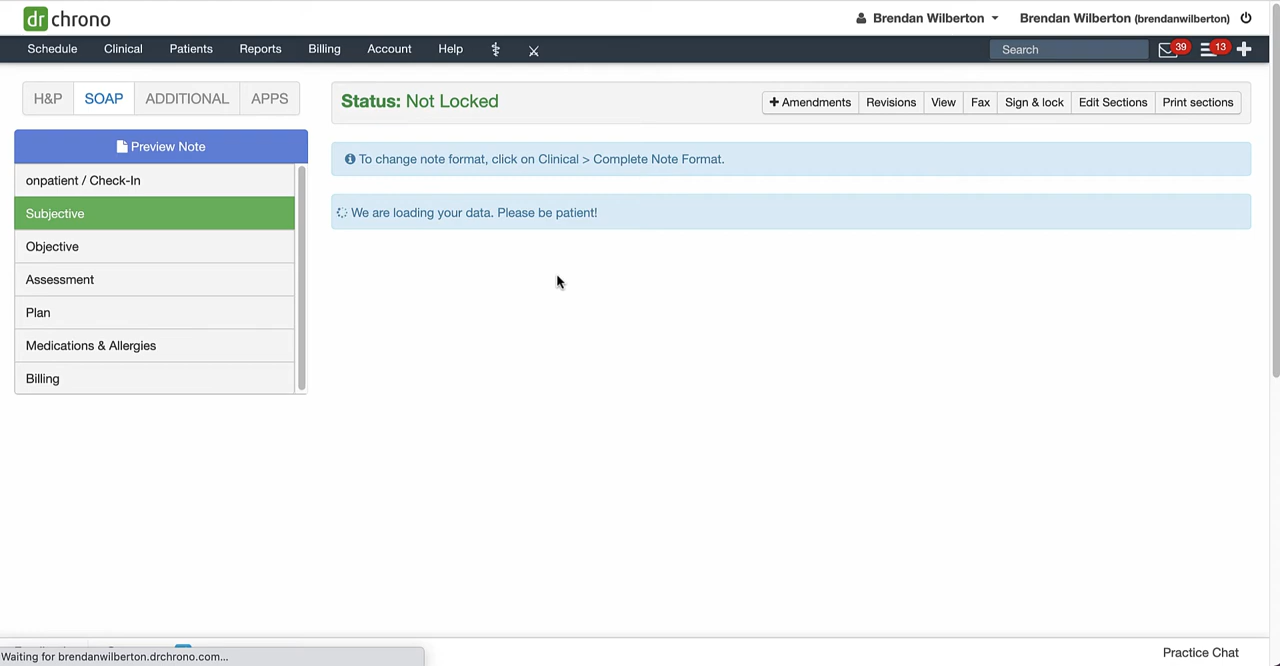 dr chrono
Brendan Wilberton
Brendan Wilberton (brendanwilberton)
Schedule Clinical Patients Reports Billing Account Help
Search
39
13
H&P SOAP ADDITIONAL APPS
Status: Not Locked
Amendments Revisions View Fax Sign & lock Edit Sections Print sections
Preview Note
To change note format, click on Clinical > Complete Note Format.
onpatient / Check-In
Subjective
We are loading your data. Please be patient!
Objective
Assessment
Plan
Medications & Allergies
Billing
Waiting for brendanwilberton.drchrono.com...
Practice Chat